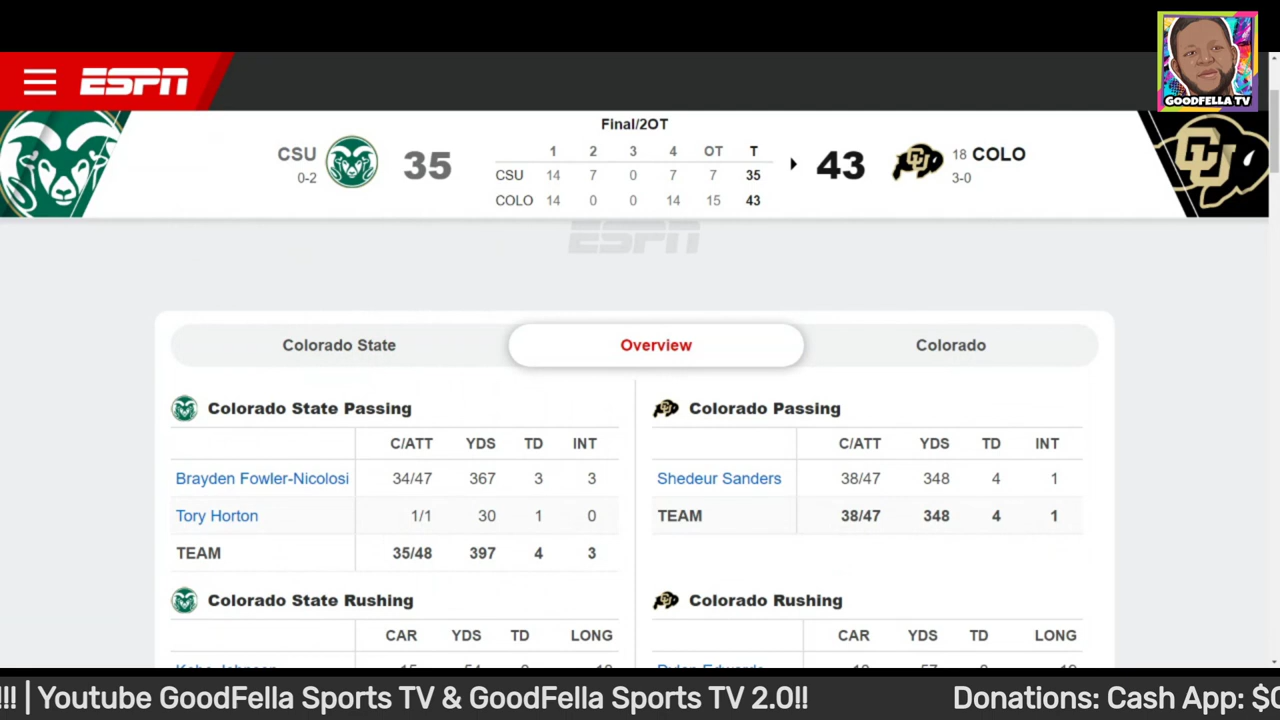 GOODFELLA TV
ESPN
Final/2OT
CSU 35
0-2
1 2 3 4 OT T
CSU 14 7 0 7 7 35
COLO 14 0 0 14 15 43
43 18 COLO
3-0
CU
ESPN
Colorado State Overview Colorado
Colorado State Passing
C/ATT YDS TD INT
Brayden Fowler-Nicolosi 34/47 367 3 3
Tory Horton 1/1 30 1 0
TEAM 35/48 397 4 3
Colorado Passing
C/ATT YDS TD INT
Shedeur Sanders 38/47 348 4 1
TEAM 38/47 348 4 1
Colorado State Rushing
CAR YDS TD LONG
Colorado Rushing
CAR YDS TD LONG
!!! | Youtube GoodFella Sports TV & GoodFella Sports TV 2.0!! Donations: Cash App: